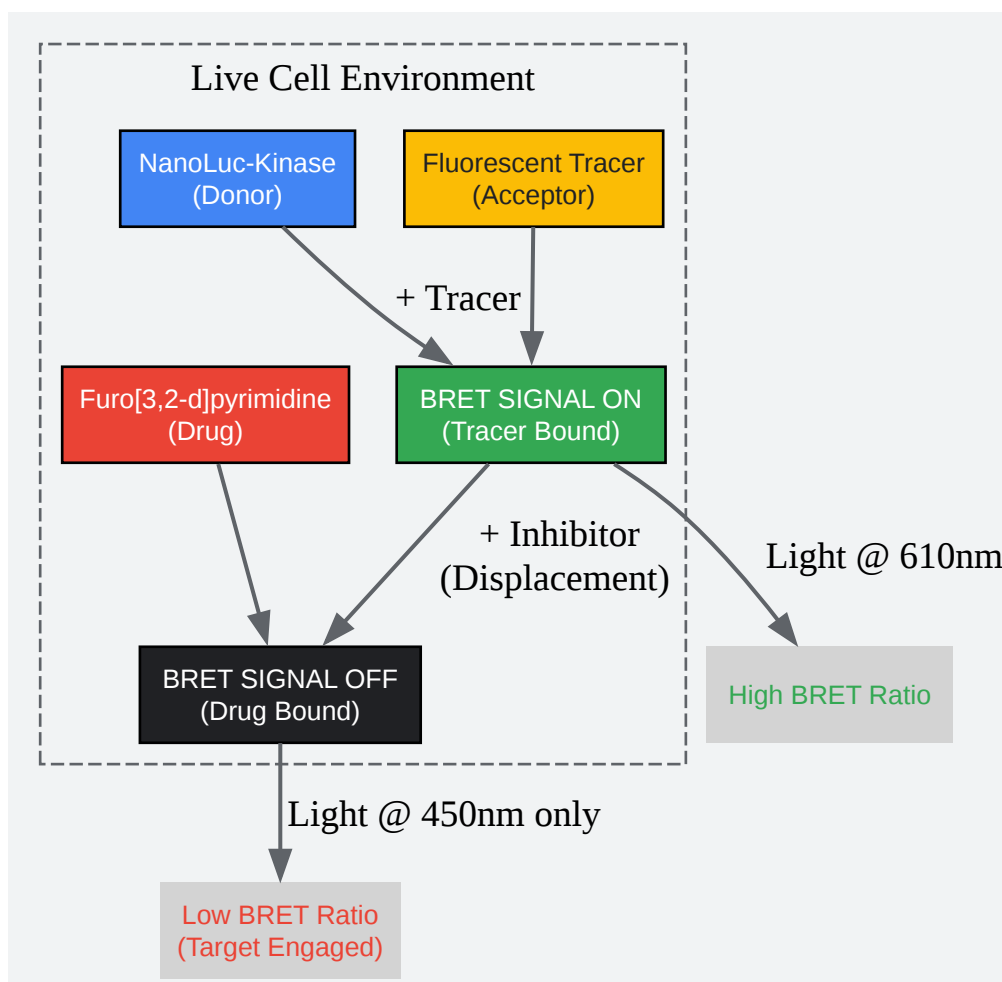 Live Cell Environment
NanoLuc-Kinase
(Donor)
Fluorescent Tracer
(Acceptor)
+ Tracer
Furo[3,2-d]pyrimidine
(Drug)
BRET SIGNAL ON
(Tracer Bound)
+ Inhibitor
(Displacement)
Light @ 610nm
BRET SIGNAL OFF
(Drug Bound)
High BRET Ratio
Light @ 450nm only
Low BRET Ratio
(Target Engaged)